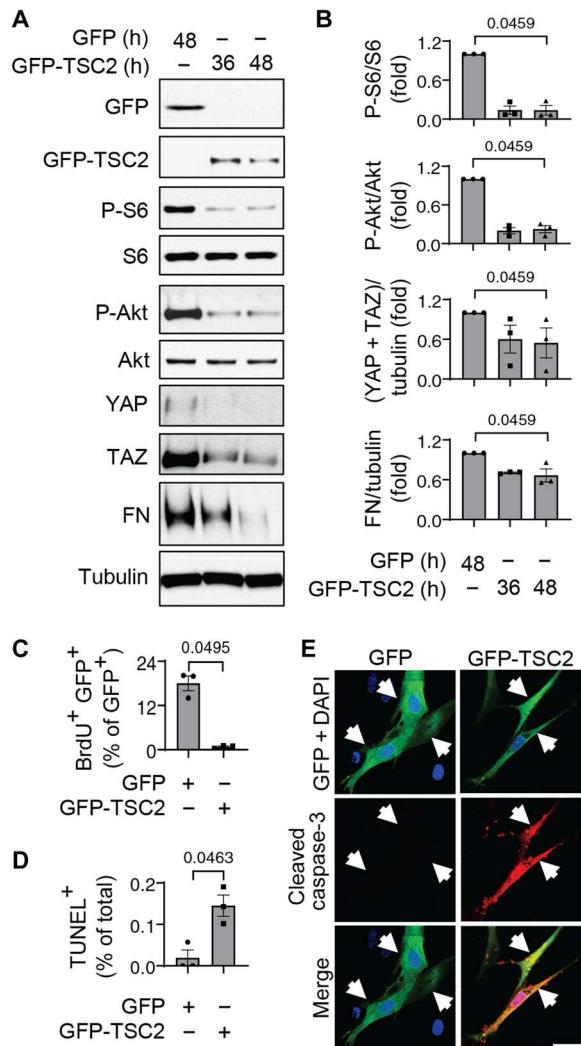 A
GFP (h) 48 – –
GFP-TSC2 (h) – 36 48
GFP
GFP-TSC2
P-S6
S6
P-Akt
Akt
YAP
TAZ
FN
Tubulin
B
0.0459
P-S6/S6
(fold)
1.2
0.6
0.0
0.0459
P-Akt/Akt
(fold)
1.2
0.6
0.0
0.0459
(YAP + TAZ)/
tubulin (fold)
1.2
0.6
0.0
0.0459
FN/tubulin
(fold)
1.2
0.6
0.0
GFP (h) 48 – –
GFP-TSC2 (h) – 36 48
C
0.0495
BrdU+ GFP+
(% of GFP+)
24
12
0
GFP + –
GFP-TSC2 – +
D
0.0463
TUNEL+
(% of total)
0.2
0.1
0.0
GFP + –
GFP-TSC2 – +
E
GFP GFP-TSC2
GFP + DAPI
Cleaved
caspase-3
Merge